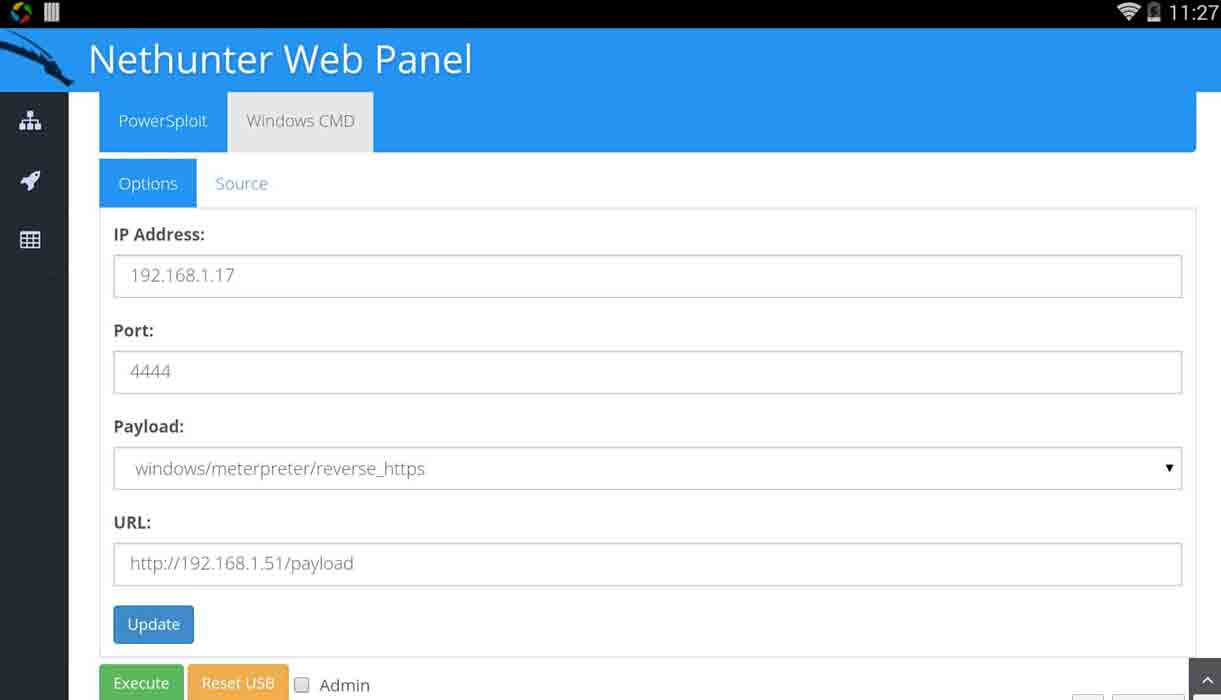 11:27
Nethunter Web Panel
PowerSploit Windows CMD
Options Source
IP Address:
192.168.1.17
Port:
4444
Payload:
windows/meterpreter/reverse_https
URL:
http://192.168.1.51/payload
Update
Execute Reset USB Admin